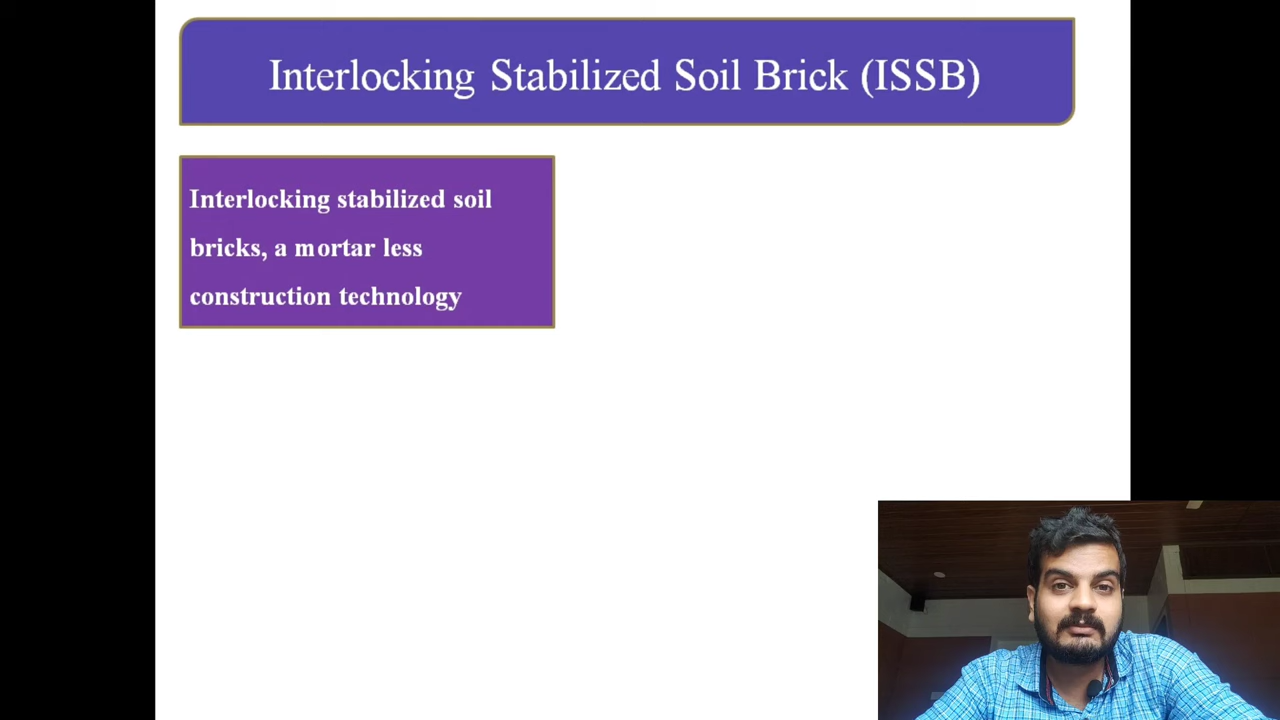 Interlocking Stabilized Soil Brick (ISSB)
Interlocking stabilized soil
bricks, a mortar less
construction technology